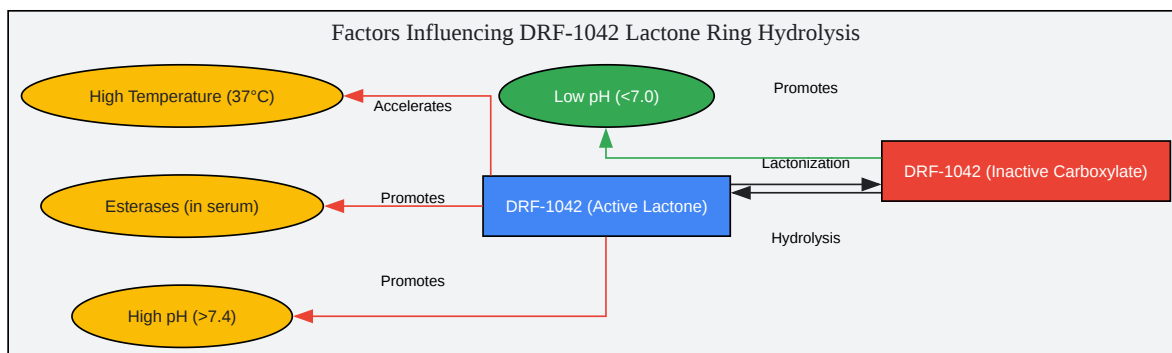 Factors Influencing DRF-1042 Lactone Ring Hydrolysis
High Temperature (37°C)
Low pH (<7.0)
Promotes
Accelerates
Lactonization
DRF-1042 (Inactive Carboxylate)
Esterases (in serum)
Promotes
DRF-1042 (Active Lactone)
Hydrolysis
Promotes
High pH (>7.4)